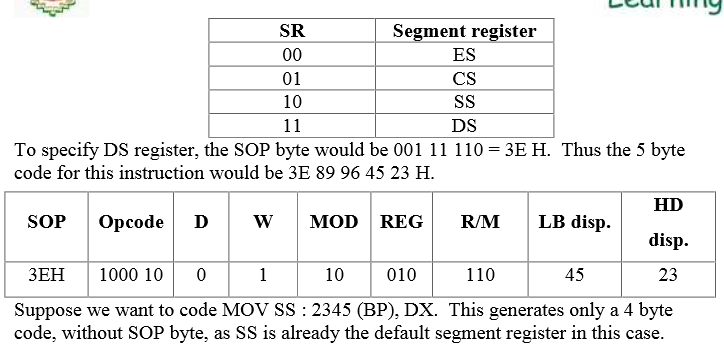 Learning
SR Segment register
00 ES
01 CS
10 SS
11 DS
To specify DS register, the SOP byte would be 001 11 110 = 3E H. Thus the 5 byte
code for this instruction would be 3E 89 96 45 23 H.
SOP Opcode D W MOD REG R/M LB disp. HD disp.
3EH 1000 10 0 1 10 010 110 45 23
Suppose we want to code MOV SS : 2345 (BP), DX. This generates only a 4 byte
code, without SOP byte, as SS is already the default segment register in this case.